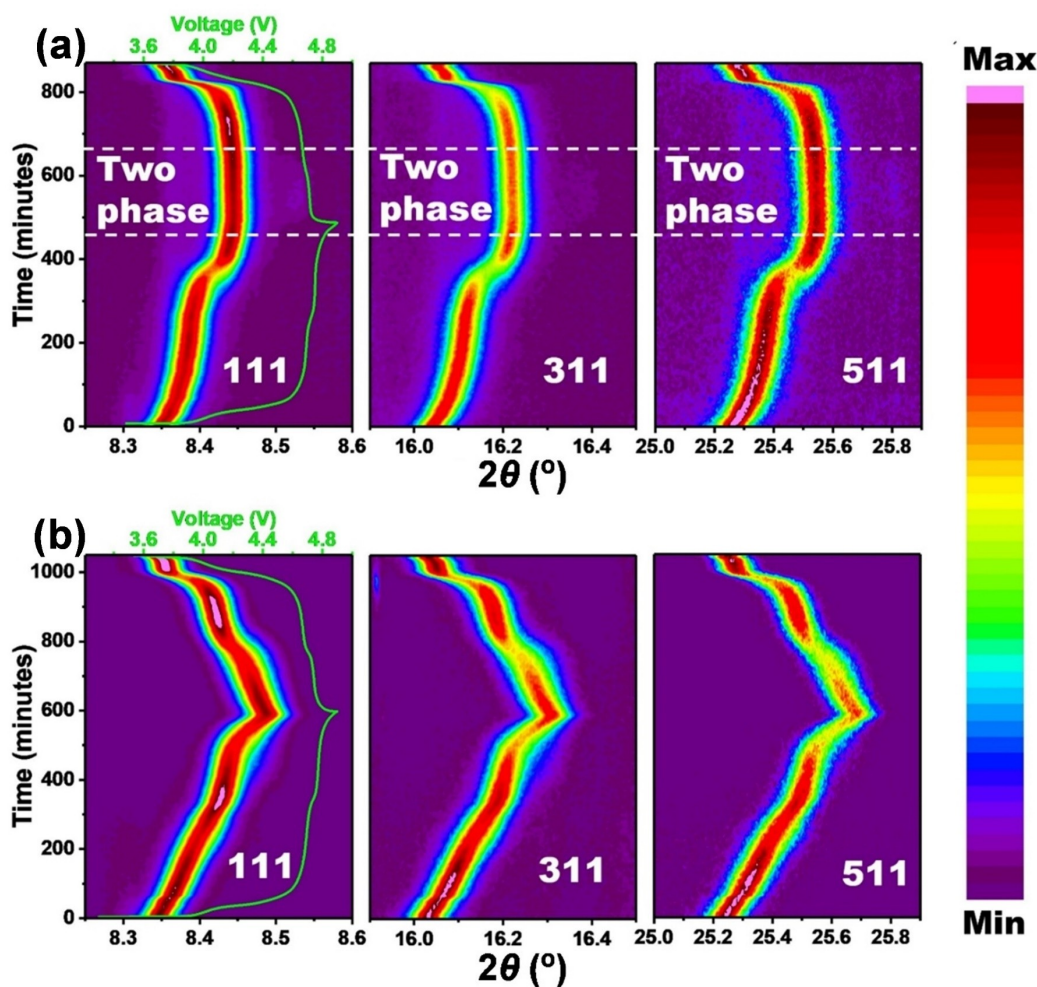 (a)
Voltage (V)
3.6 4.0 4.4 4.8
Max
Time (minutes)
800
600
400
200
0
Two
phase
Two
phase
Two
phase
111
311
511
8.3 8.4 8.5 8.6
16.0 16.2 16.4
25.0 25.2 25.4 25.6 25.8
2θ (º)
(b)
Voltage (V)
3.6 4.0 4.4 4.8
Time (minutes)
1000
800
600
400
200
0
111
311
511
Min
8.3 8.4 8.5 8.6
16.0 16.2 16.4
25.0 25.2 25.4 25.6 25.8
2θ (º)